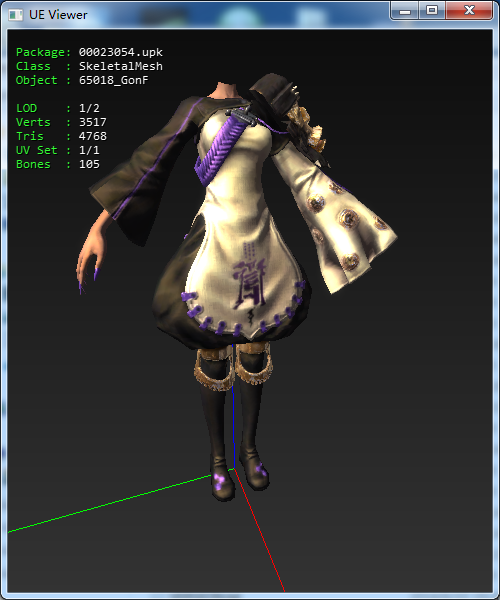 UE Viewer
Package: 00023054.upk
Class  : SkeletalMesh
Object : 65018_GonF
LOD    : 1/2
Verts  : 3517
Tris   : 4768
UV Set : 1/1
Bones  : 105